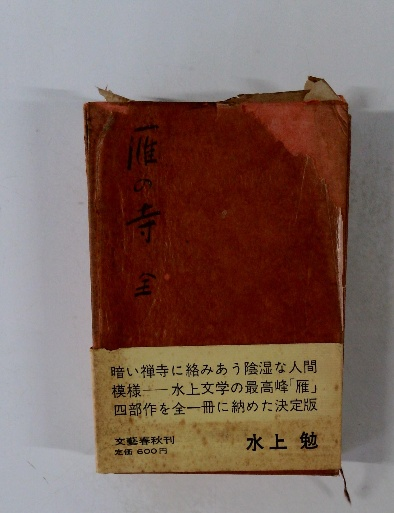 雁の寺 全
暗い禅寺に絡みあう陰湿な人間
模様――水上文学の最高峰「雁」
四部作を全一冊に納めた決定版
文藝春秋刊
定価 600円
水上 勉